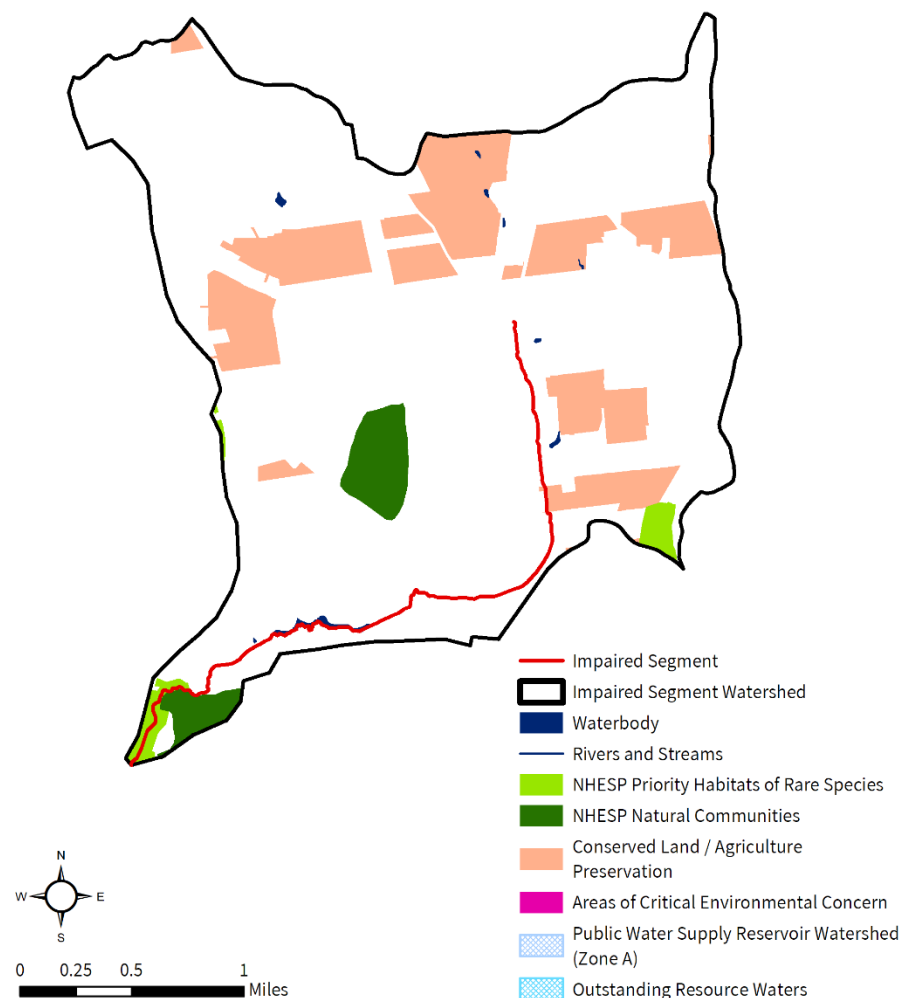 Impaired Segment
Impaired Segment Watershed
Waterbody
Rivers and Streams
NHESP Priority Habitats of Rare Species
NHESP Natural Communities
Conserved Land / Agriculture
Preservation
Areas of Critical Environmental Concern
Public Water Supply Reservoir Watershed
(Zone A)
Outstanding Resource Waters
N
W E
S
0 0.25 0.5 1
Miles